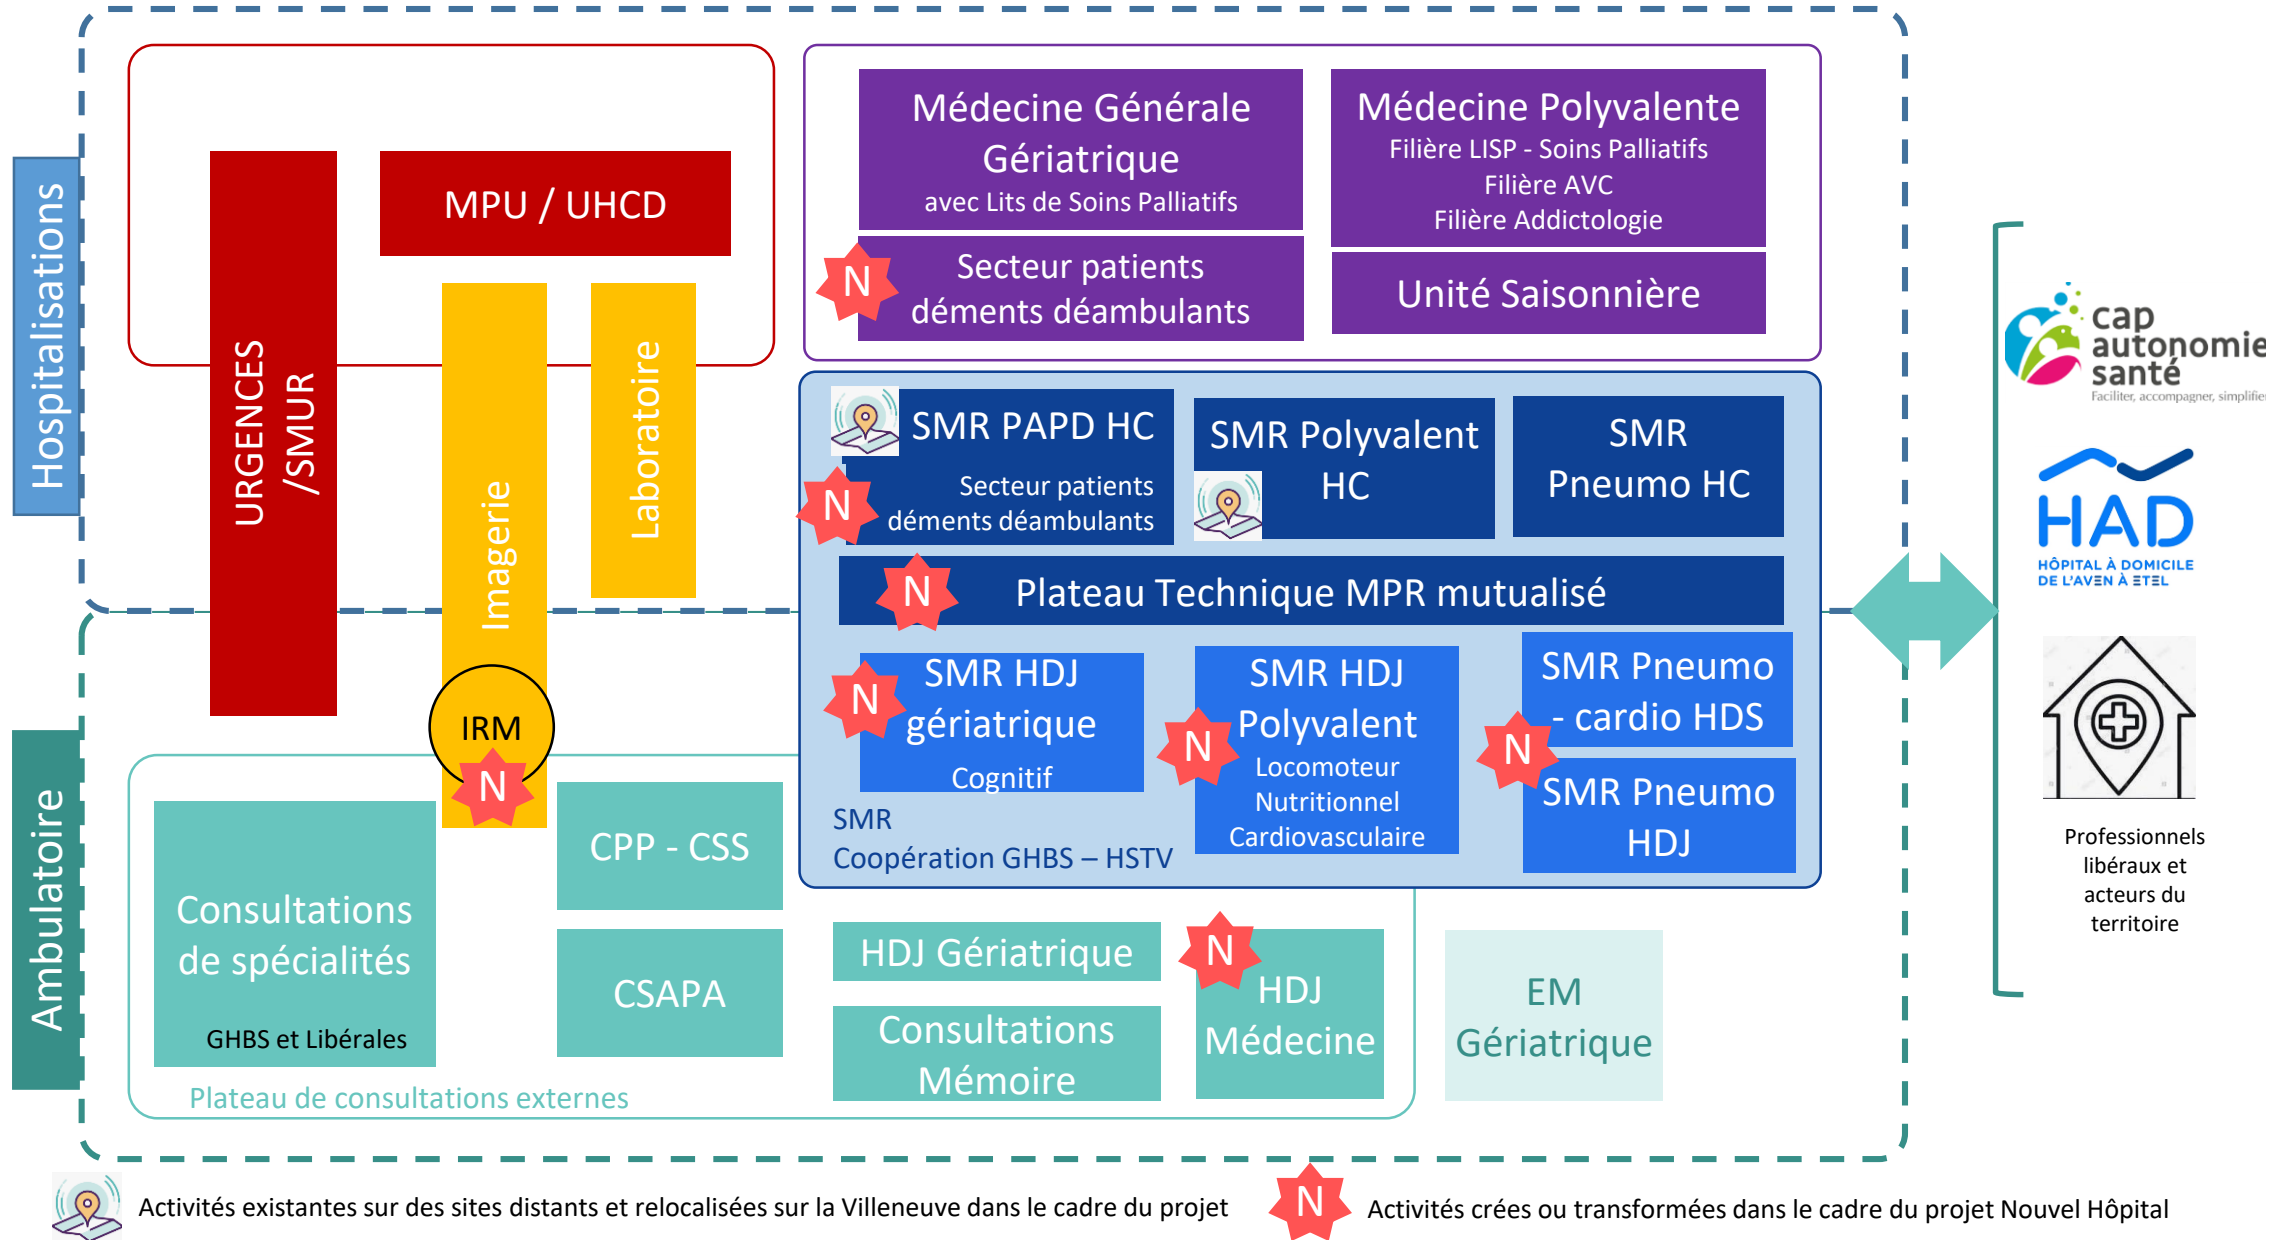 Hospitalisations
URGENCES
/SMUR
MPU / UHCD
Imagerie
Laboratoire
Médecine Générale
Gériatrique
avec Lits de Soins Palliatifs
N
Secteur patients
déments déambulants
Médecine Polyvalente
Filière LISP - Soins Palliatifs
Filière AVC
Filière Addictologie
Unité Saisonnière
SMR PAPD HC
N
Secteur patients
déments déambulants
SMR Polyvalent
HC
SMR
Pneumo HC
N
Plateau Technique MPR mutualisé
N
SMR HDJ
gériatrique
Cognitif
N
SMR HDJ
Polyvalent
Locomoteur
Nutritionnel
Cardiovasculaire
N
SMR Pneumo
- cardio HDS
SMR Pneumo
HDJ
SMR
Coopération GHBS – HSTV
Ambulatoire
IRM
N
Consultations
de spécialités
GHBS et Libérales
CPP - CSS
CSAPA
HDJ Gériatrique
Consultations
Mémoire
N
HDJ
Médecine
EM
Gériatrique
Plateau de consultations externes
cap
autonomie
santé
Faciliter, accompagner, simplifie
HAD
HÔPITAL À DOMICILE
DE L'AVEN À ETEL
Professionnels
libéraux et
acteurs du
territoire
Activités existantes sur des sites distants et relocalisées sur la Villeneuve dans le cadre du projet
N
Activités crées ou transformées dans le cadre du projet Nouvel Hôpital